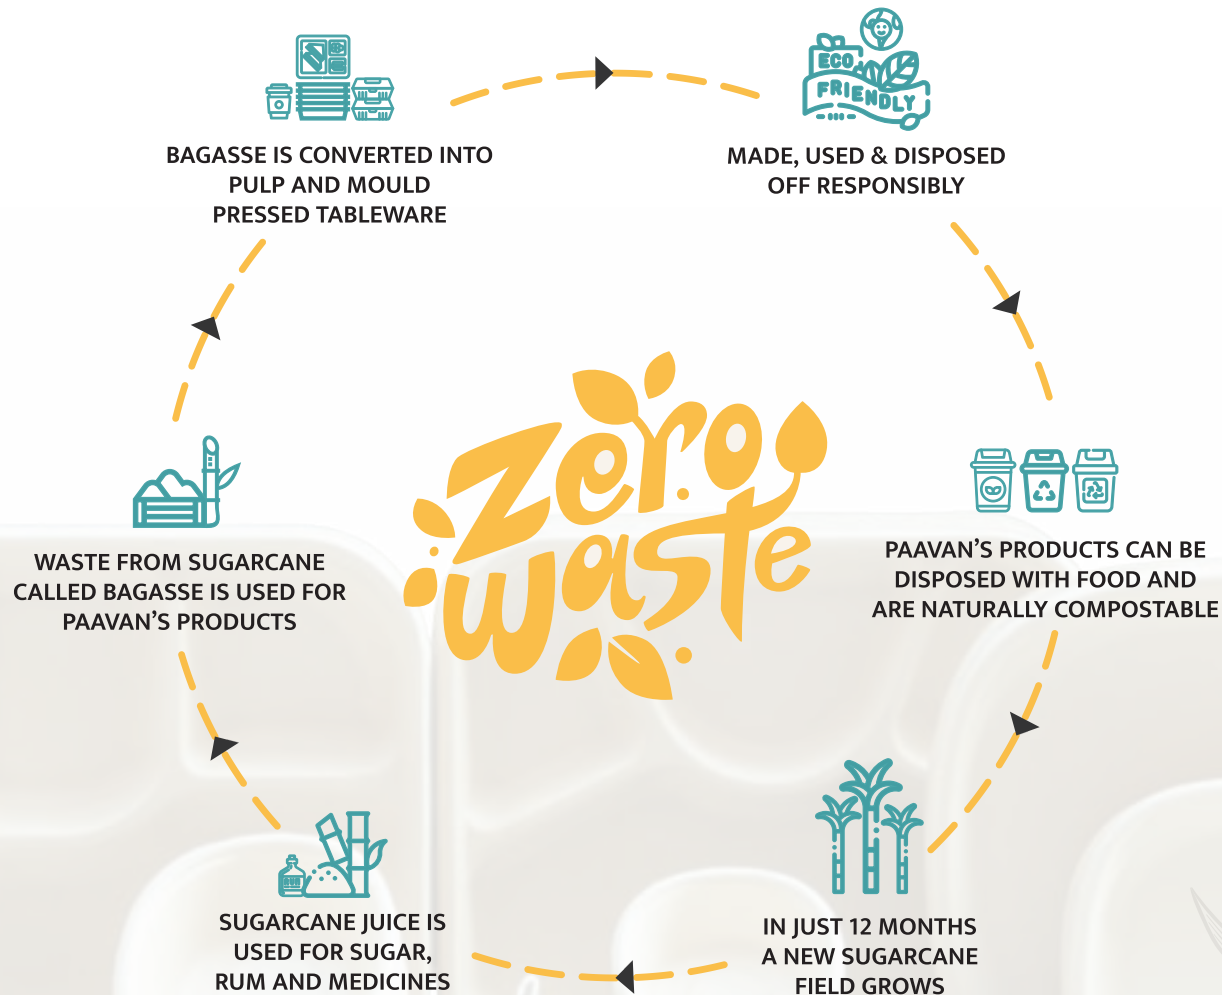 BAGASSE IS CONVERTED INTO
PULP AND MOULD
PRESSED TABLEWARE
ECO
FRIENDLY
MADE, USED & DISPOSED
OFF RESPONSIBLY
zero
waste
WASTE FROM SUGARCANE
CALLED BAGASSE IS USED FOR
PAAVAN'S PRODUCTS
PAAVAN'S PRODUCTS CAN BE
DISPOSED WITH FOOD AND
ARE NATURALLY COMPOSTABLE
RUM
SUGARCANE JUICE IS
USED FOR SUGAR,
RUM AND MEDICINES
IN JUST 12 MONTHS
A NEW SUGARCANE
FIELD GROWS